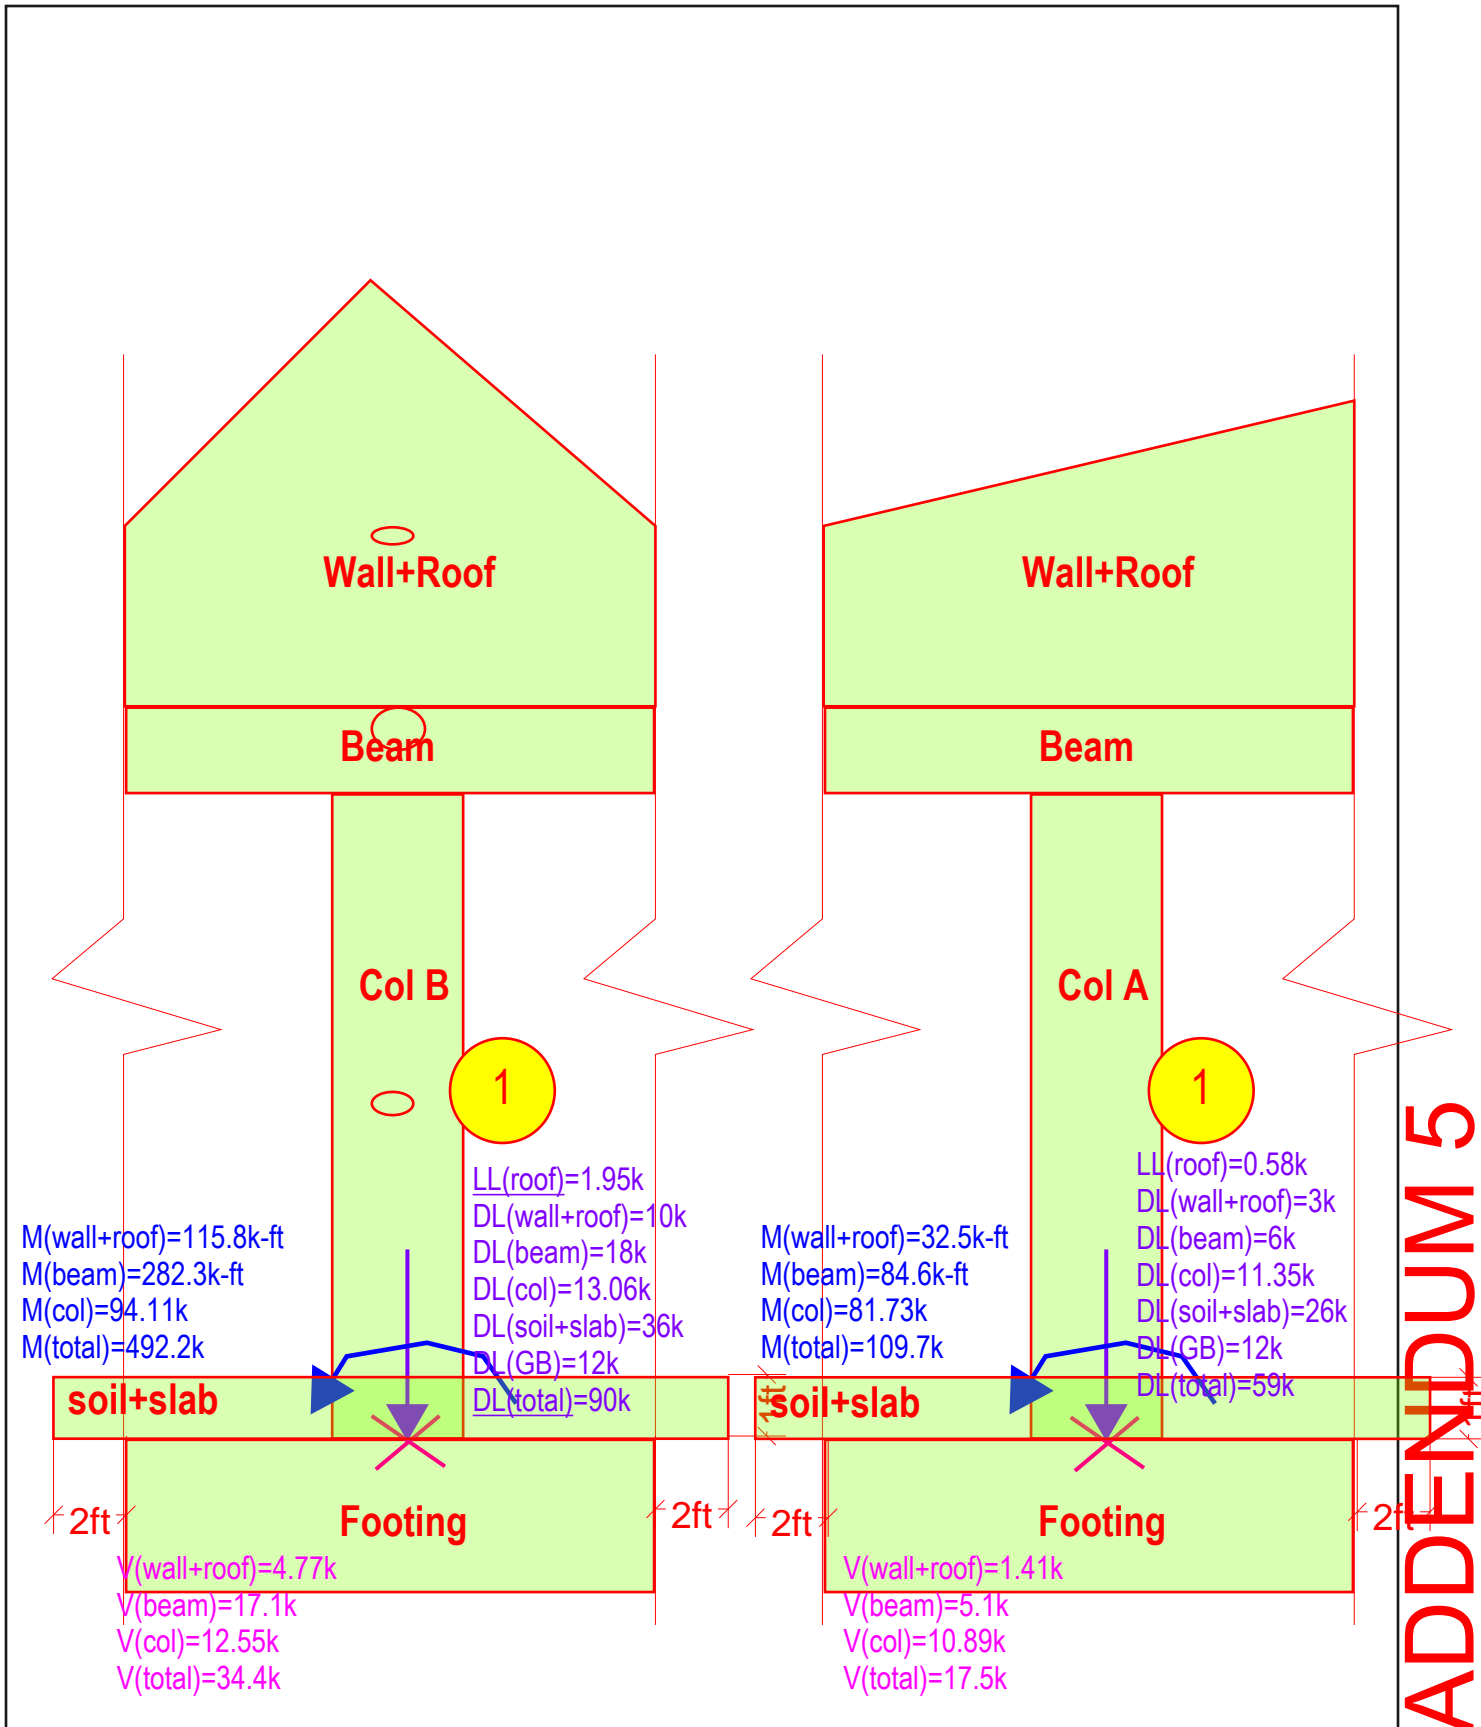 Wall+Roof
Beam
Col B
1
LL(roof)=1.95k
DL(wall+roof)=10k
DL(beam)=18k
DL(col)=13.06k
DL(soil+slab)=36k
DL(GB)=12k
DL(total)=90k
M(wall+roof)=115.8k-ft
M(beam)=282.3k-ft
M(col)=94.11k
M(total)=492.2k
soil+slab
1ft
2ft
Footing
2ft
V(wall+roof)=4.77k
V(beam)=17.1k
V(col)=12.55k
V(total)=34.4k
Wall+Roof
Beam
Col A
1
LL(roof)=0.58k
DL(wall+roof)=3k
DL(beam)=6k
DL(col)=11.35k
DL(soil+slab)=26k
DL(GB)=12k
DL(total)=59k
M(wall+roof)=32.5k-ft
M(beam)=84.6k-ft
M(col)=81.73k
M(total)=109.7k
soil+slab
1ft
2ft
Footing
2ft
V(wall+roof)=1.41k
V(beam)=5.1k
V(col)=10.89k
V(total)=17.5k
ADDENDUM 5